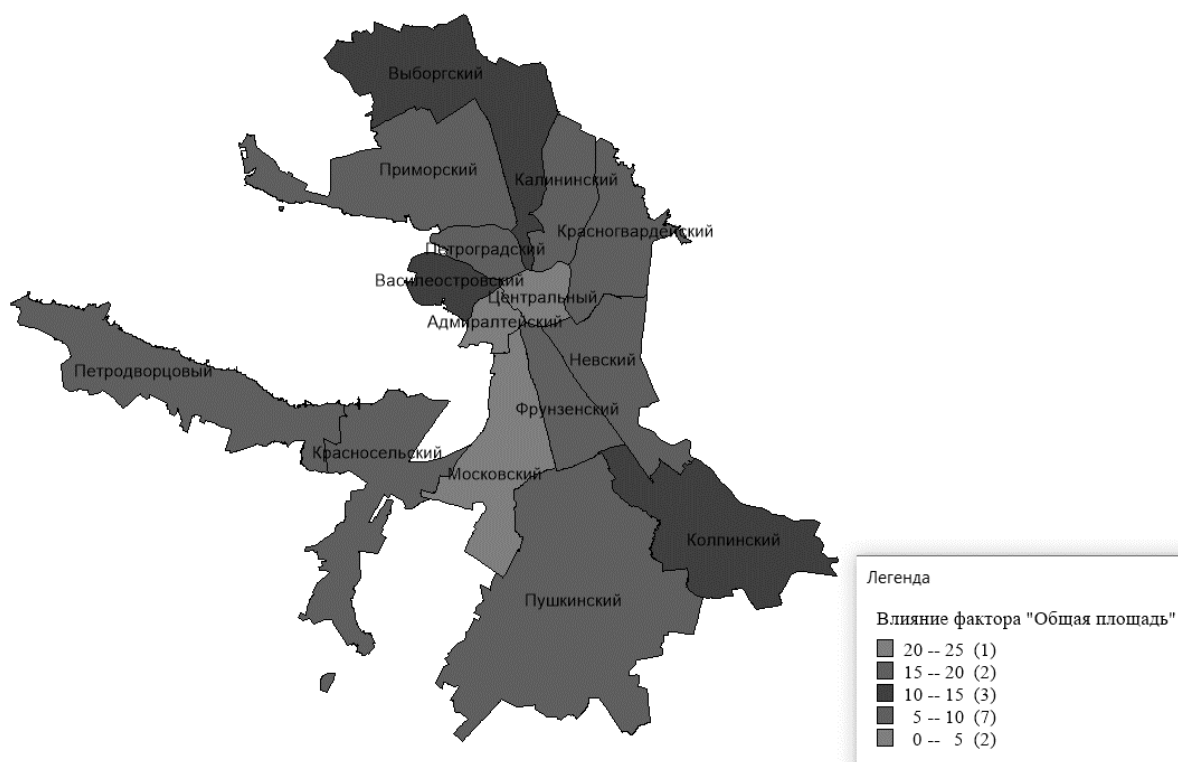 Выборгский
Приморский
Калининский
Красногвардейский
Петроградский
Василеостровский
Центральный
Адмиралтейский
Невский
Петродворцовый
Фрунзенский
Красносельский
Московский
Колпинский
Пушкинский
Легенда
Влияние фактора "Общая площадь"
20 -- 25 (1)
15 -- 20 (2)
10 -- 15 (3)
5 -- 10 (7)
0 -- 5 (2)